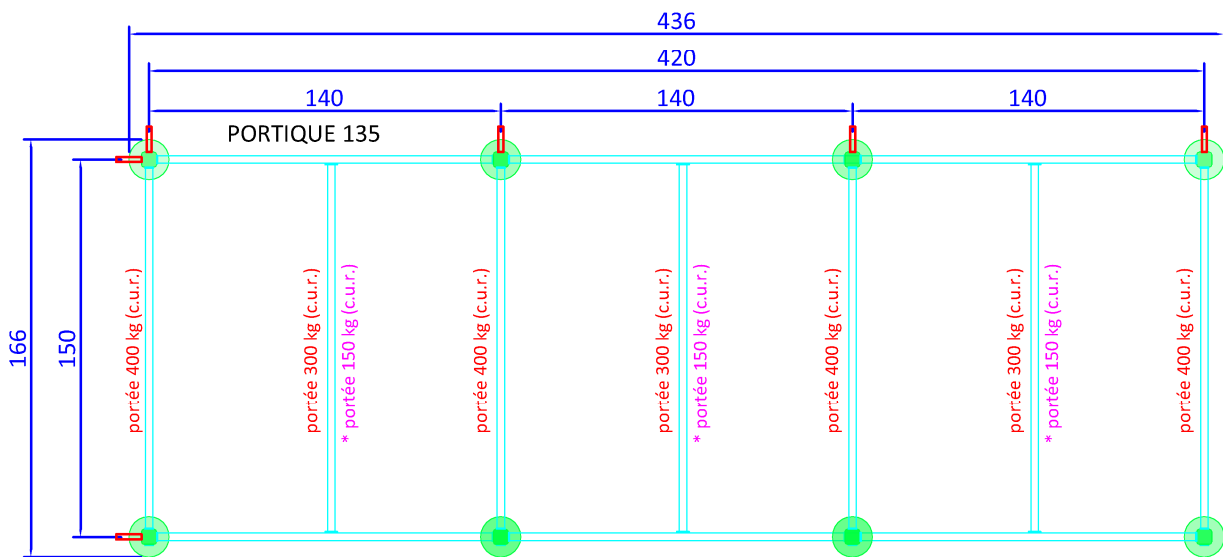 436
420
140
140
140
PORTIQUE 135
166
150
portée 400 kg (c.u.r.)
portée 300 kg (c.u.r.)
* portée 150 kg (c.u.r.)
portée 400 kg (c.u.r.)
portée 300 kg (c.u.r.)
* portée 150 kg (c.u.r.)
portée 400 kg (c.u.r.)
portée 300 kg (c.u.r.)
* portée 150 kg (c.u.r.)
portée 400 kg (c.u.r.)